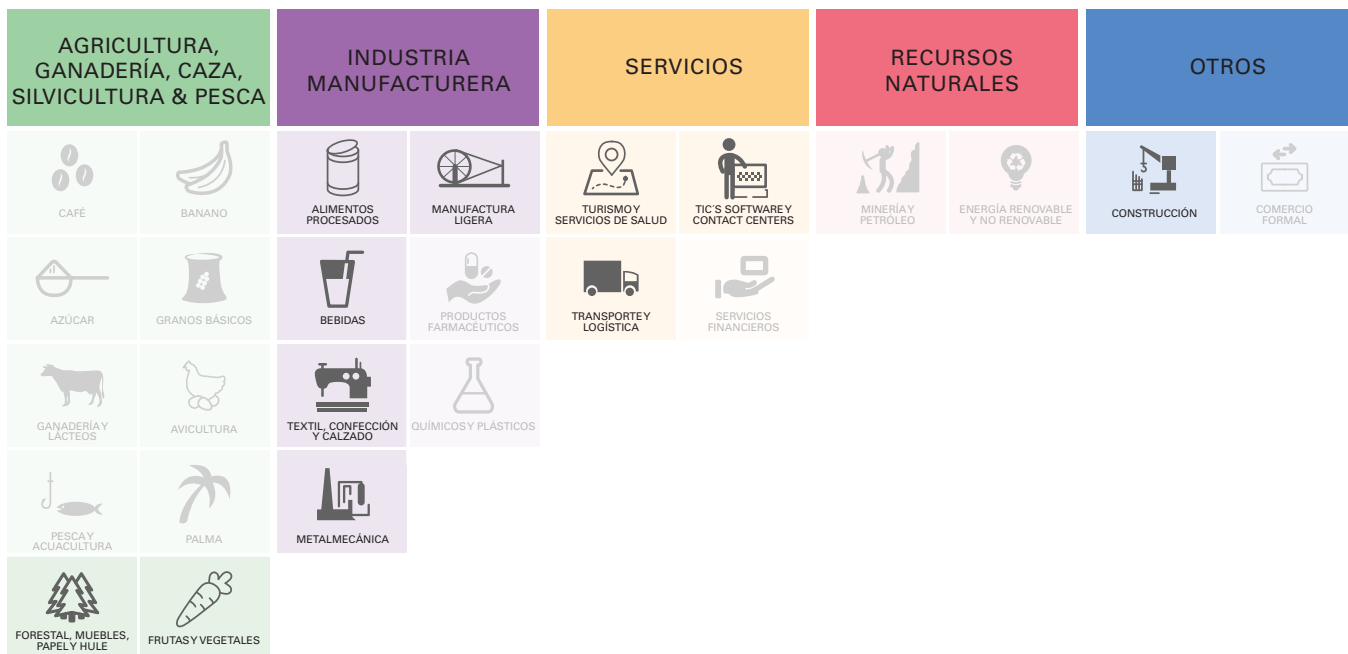 AGRICULTURA,
GANADERÍA, CAZA,
SILVICULTURA & PESCA
INDUSTRIA
MANUFACTURERA
SERVICIOS
RECURSOS
NATURALES
OTROS
CAFÉ
BANANO
ALIMENTOS
PROCESADOS
MANUFACTURA
LIGERA
TURISMO Y
SERVICIOS DE SALUD
TIC´S SOFTWARE Y
CONTACT CENTERS
MINERÍA Y
PETRÓLEO
ENERGÍA RENOVABLE
Y NO RENOVABLE
CONSTRUCCIÓN
COMERCIO
FORMAL
AZÚCAR
GRANOS BÁSICOS
BEBIDAS
PRODUCTOS
FARMACÉUTICOS
TRANSPORTE Y
LOGÍSTICA
SERVICIOS
FINANCIEROS
GANADERÍA Y
LÁCTEOS
AVICULTURA
TEXTIL, CONFECCIÓN
Y CALZADO
QUÍMICOS Y PLÁSTICOS
PESCA Y
ACUACULTURA
PALMA
METALMECÁNICA
FORESTAL, MUEBLES,
PAPEL Y HULE
FRUTAS Y VEGETALES